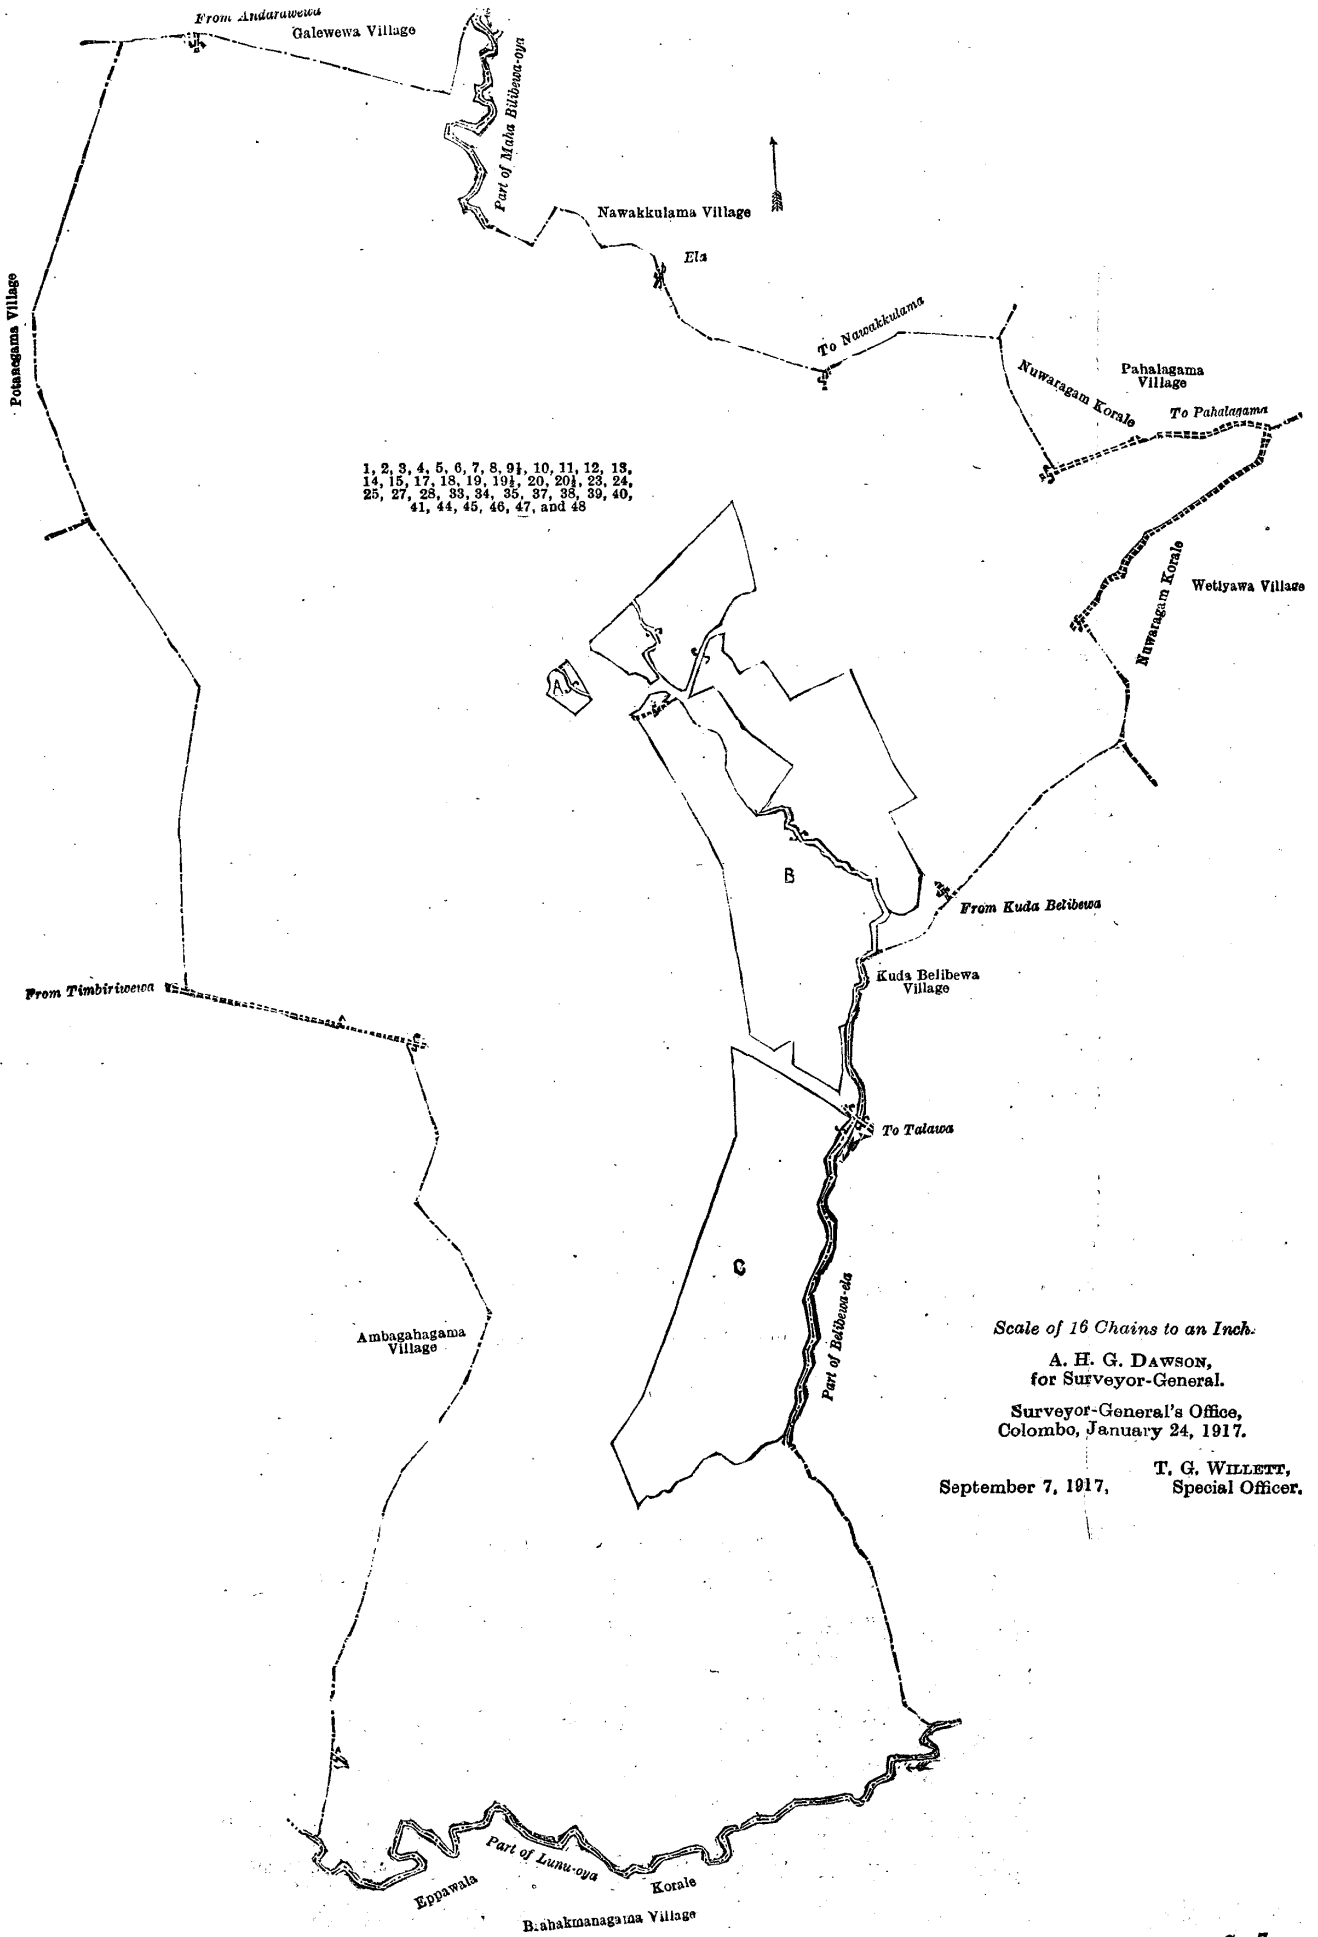 From Andarawewa
Galewewa Village
Part of Maha Bilibewa-oya
Nawakkulama Village
Ela
Potanegama Village
To Nawakkulama
Nuwaragam Korale
Pahalagama
Village
To Pahalagama
1, 2, 3, 4, 5, 6, 7, 8, 9½, 10, 11, 12, 13,
14, 15, 17, 18, 19, 19½, 20, 20½, 23, 24,
25, 27, 28, 33, 34, 35, 37, 38, 39, 40,
41, 44, 45, 46, 47, and 48
Nuwaragam Korale
Wetiyawa Village
A
B
From Kuda Belibewa
Kuda Belibewa
Village
From Timbiriwewa
To Talawa
C
Part of Belibewa-ela
Ambagahagama
Village
Scale of 16 Chains to an Inch.
A. H. G. DAWSON,
for Surveyor-General.
Surveyor-General's Office,
Colombo, January 24, 1917.
T. G. WILLETT,
September 7, 1917, Special Officer.
Part of Lunu-oya
Eppawala Korale
Village